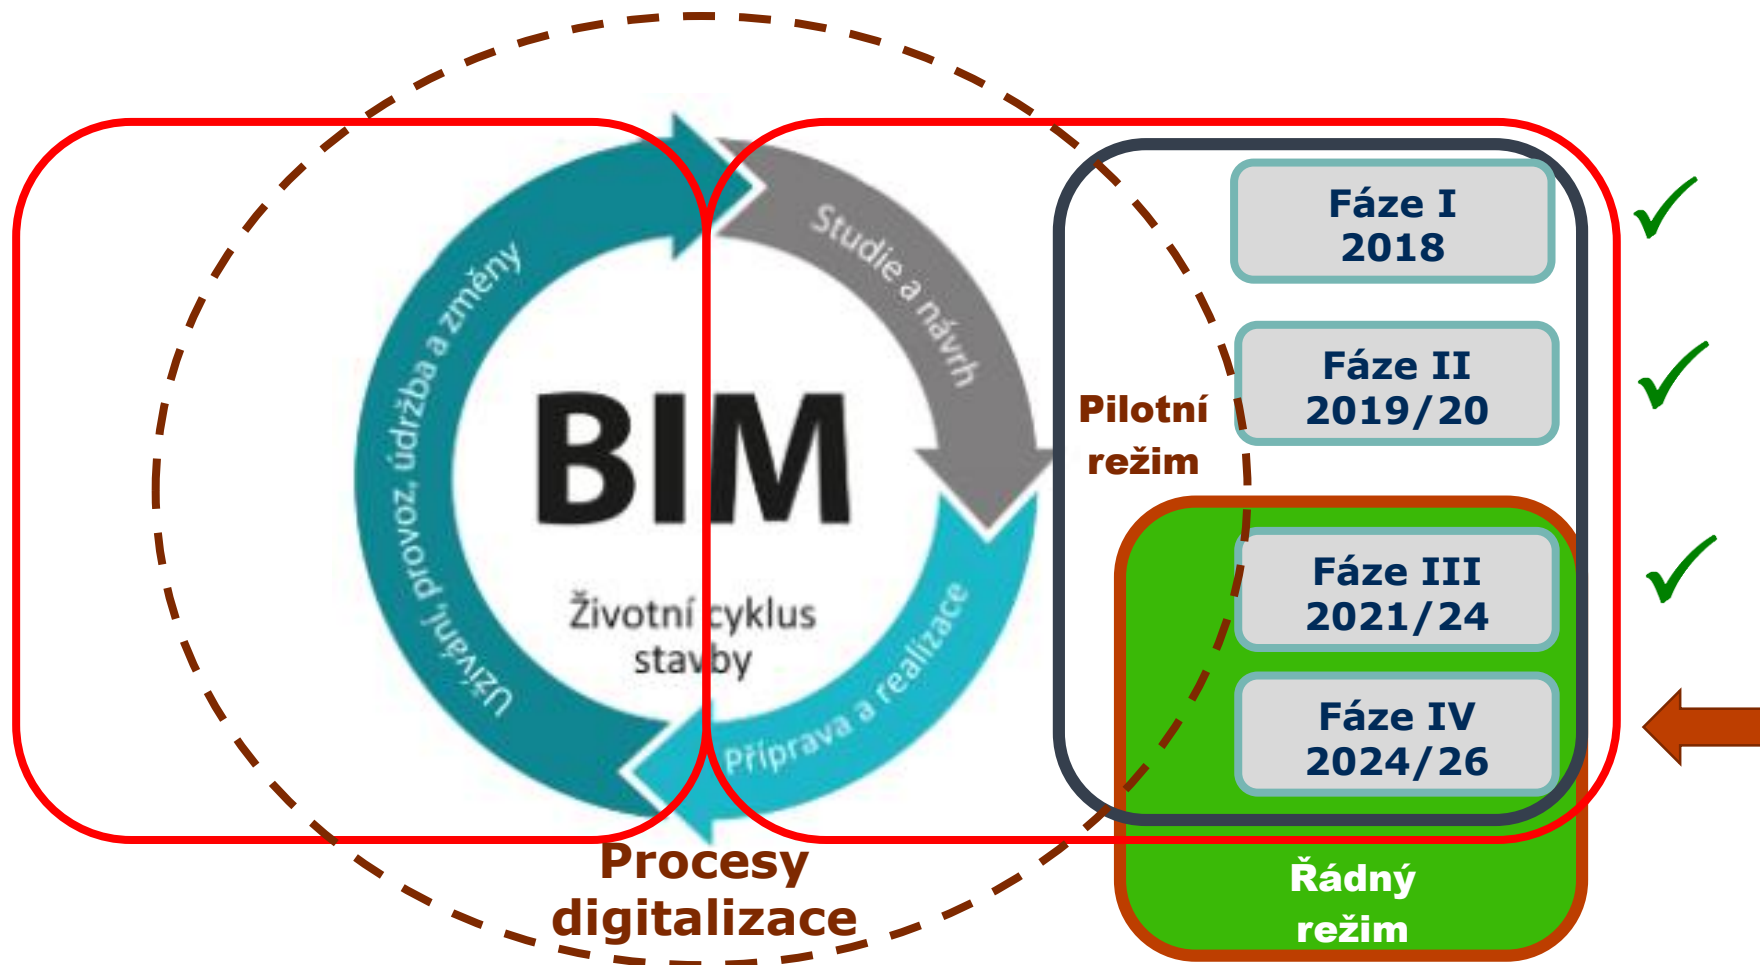 Studie a návrh
Příprava a realizace
Užívání, provoz, údržba a změny
BIM
Životní cyklus
stavby
Procesy
digitalizace
Pilotní
režim
Fáze I
2018
Fáze II
2019/20
Fáze III
2021/24
Fáze IV
2024/26
Řádný
režim